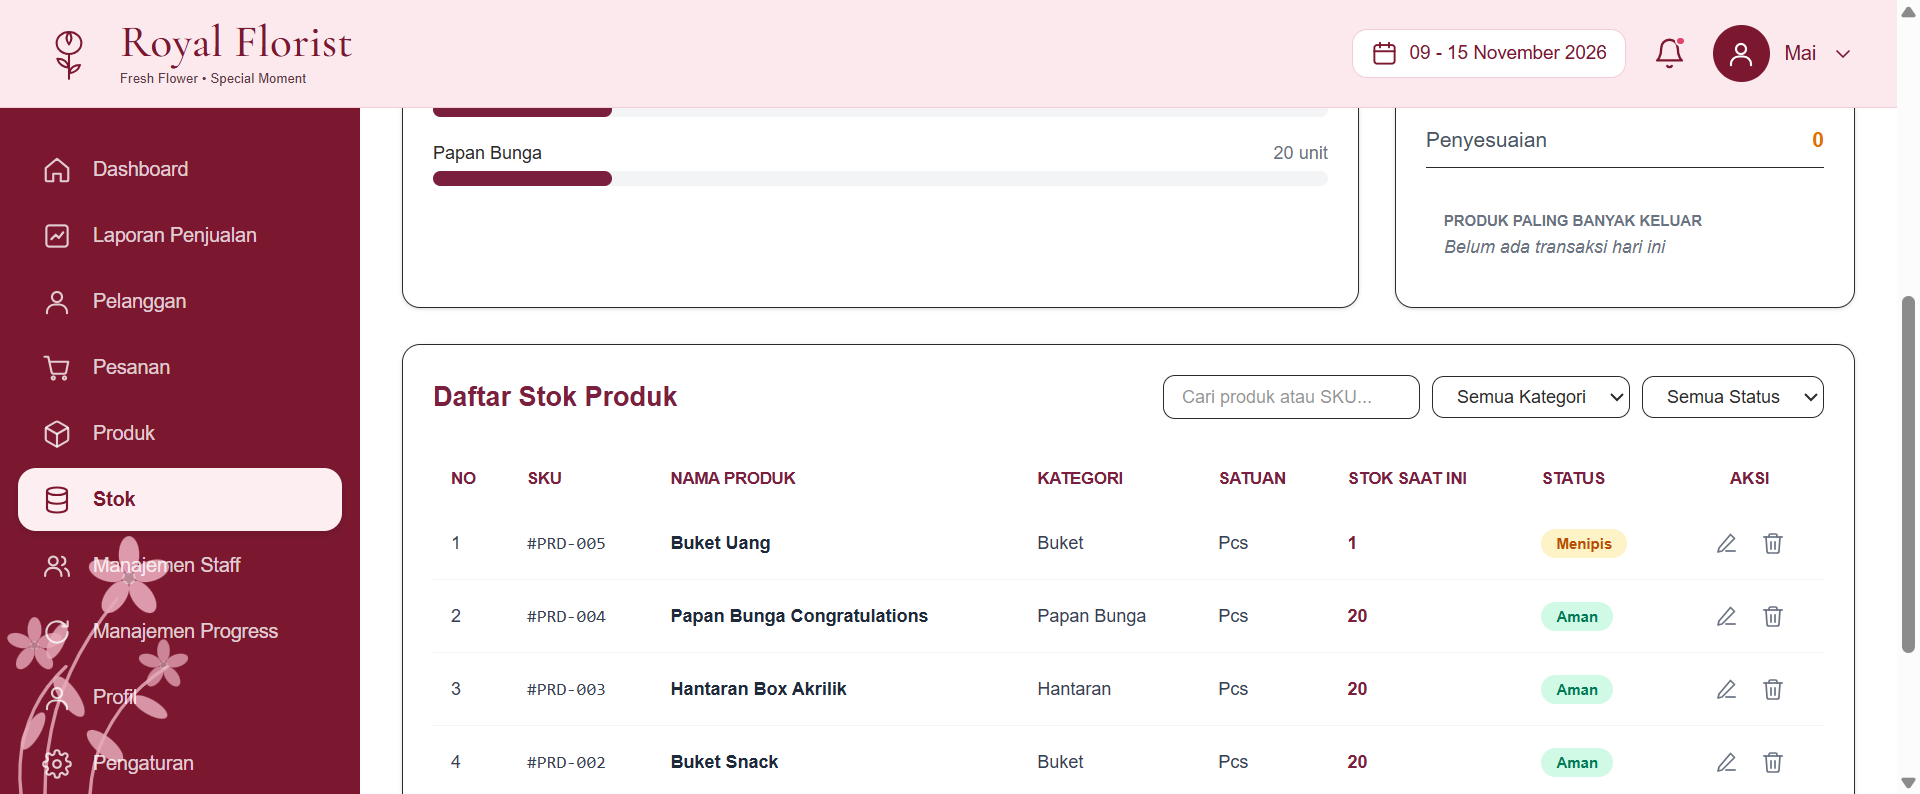 Royal Florist
Fresh Flower • Special Moment
09 - 15 November 2026
Mai
Dashboard
Laporan Penjualan
Pelanggan
Pesanan
Produk
Stok
Manajemen Staff
Manajemen Progress
Profil
Pengaturan
Papan Bunga 20 unit
Penyesuaian 0
PRODUK PALING BANYAK KELUAR
Belum ada transaksi hari ini
Daftar Stok Produk
Cari produk atau SKU...
Semua Kategori
Semua Status
NO SKU NAMA PRODUK KATEGORI SATUAN STOK SAAT INI STATUS AKSI
1 #PRD-005 Buket Uang Buket Pcs 1 Menipis
2 #PRD-004 Papan Bunga Congratulations Papan Bunga Pcs 20 Aman
3 #PRD-003 Hantaran Box Akrilik Hantaran Pcs 20 Aman
4 #PRD-002 Buket Snack Buket Pcs 20 Aman